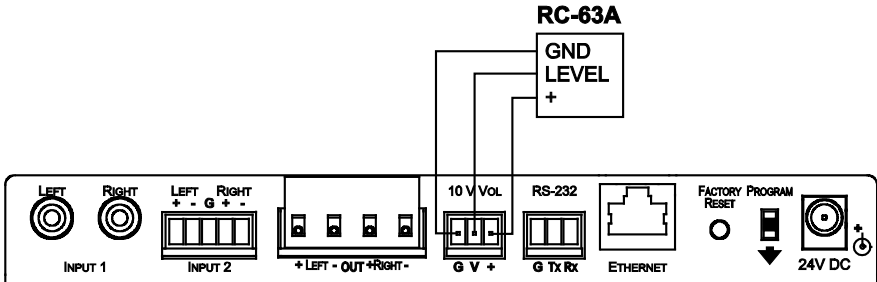 RC-63A
GND
LEVEL
+
LEFT RIGHT
LEFT RIGHT
+ - G + -
10 V VOL
RS-232
FACTORY RESET
PROGRAM
INPUT 1
INPUT 2
+ LEFT - OUT +RIGHT -
G V +
G Tx Rx
ETHERNET
24V DC
+